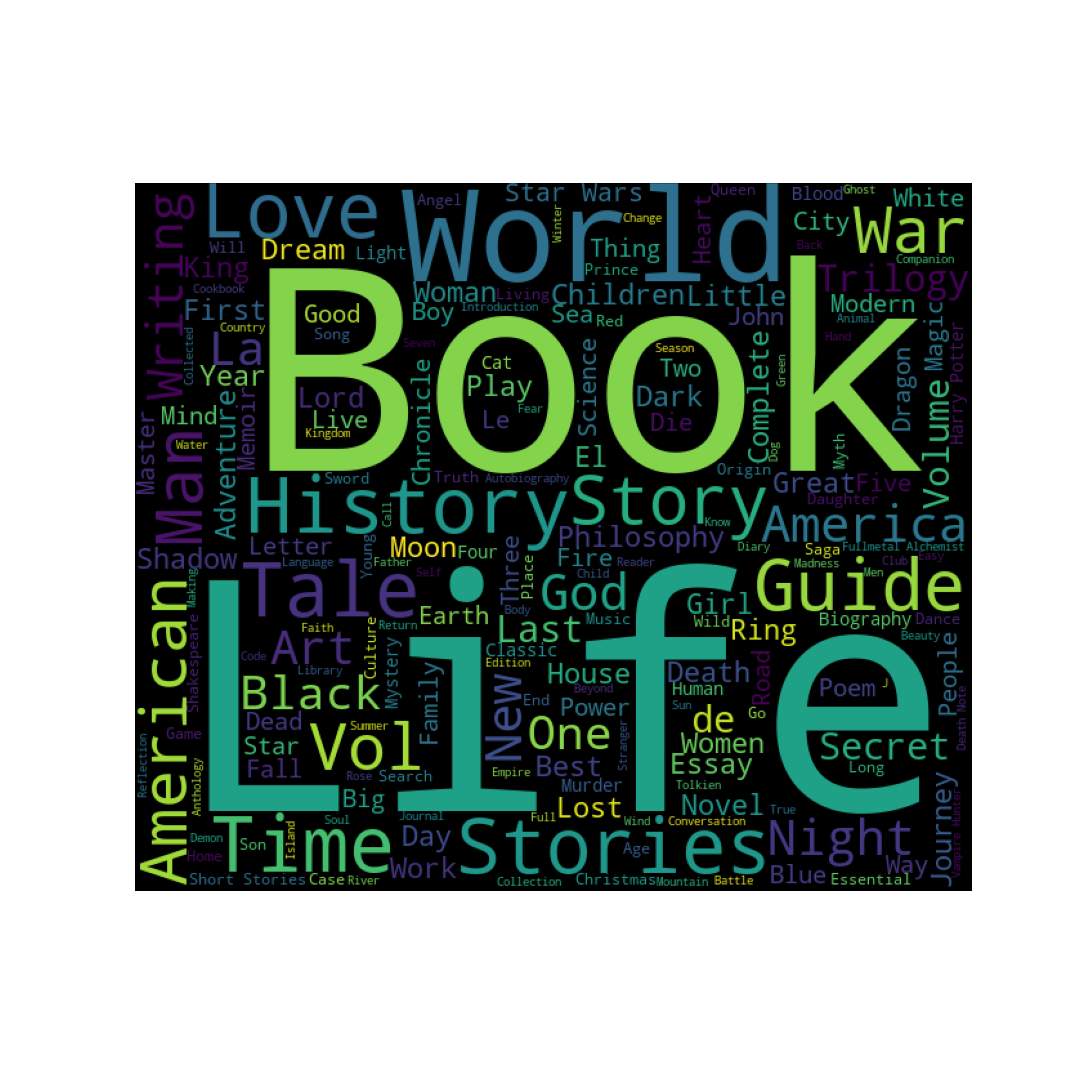 Love
World
Star Wars
Angel
Queen
Blood
Ghost
White
Will
Dream
Light
Winter
Change
Thing
Heart
City
War
Back
Companion
King
Cookbook
Prince
Writing
Woman
Living
Children
Little
Trilogy
First
Country
Good
Song
Boy
Introduction
Sea
Red
John
Modern
Animal
Magic
Book
La
Collected
Seven
Season
Hand
Year
Lord
Live
Kingdom
Chronicle
Cat
Play
Le
Fear
Science
Two
Dark
Die
Complete
Green
Dog
Dragon
Harry Potter
Mind
Master
Water
Adventure
Memoir
Man
El
Origin
Myth
Volume
Sword
Truth
Autobiography
Great
Five
Daughter
History
Story
Know
America
Call
Shadow
Letter
Language
Young
Moon
Father
Four
Three
Philosophy
Fire
Place
Child
Reader
Diary
Saga
Madness
Fullmetal Alchemist
Men
Club
Easy
Tale
Self
Body
God
Girl
Guide
American
Making
Shakespeare
Life
Earth
Last
Music
Wild
Ring
Biography
Dance
Beauty
Faith
Return
Art
Code
Library
Culture
Mystery
Classic
Edition
House
Beyond
Death
Human
Sun
Road
Poem
J
People
Death Note
Black
Family
New
End
Power
de
Go
Dead
Summer
Vol
One
Stranger
Women
Secret
Game
Star
Fall
Rose
Search
Empire
Best
Murder
Essay
Long
Reflection
Anthology
Big
Journal
Lost
Tolkien
Novel
True
Journey
Vampire Hunter
Time
Soul
Full
Wind
Conversation
Demon
Son
Island
Day
Stories
Age
Night
Home
Work
Way
Short Stories
Case
River
Collection
Christmas
Mountain
Battle
Blue
Essential